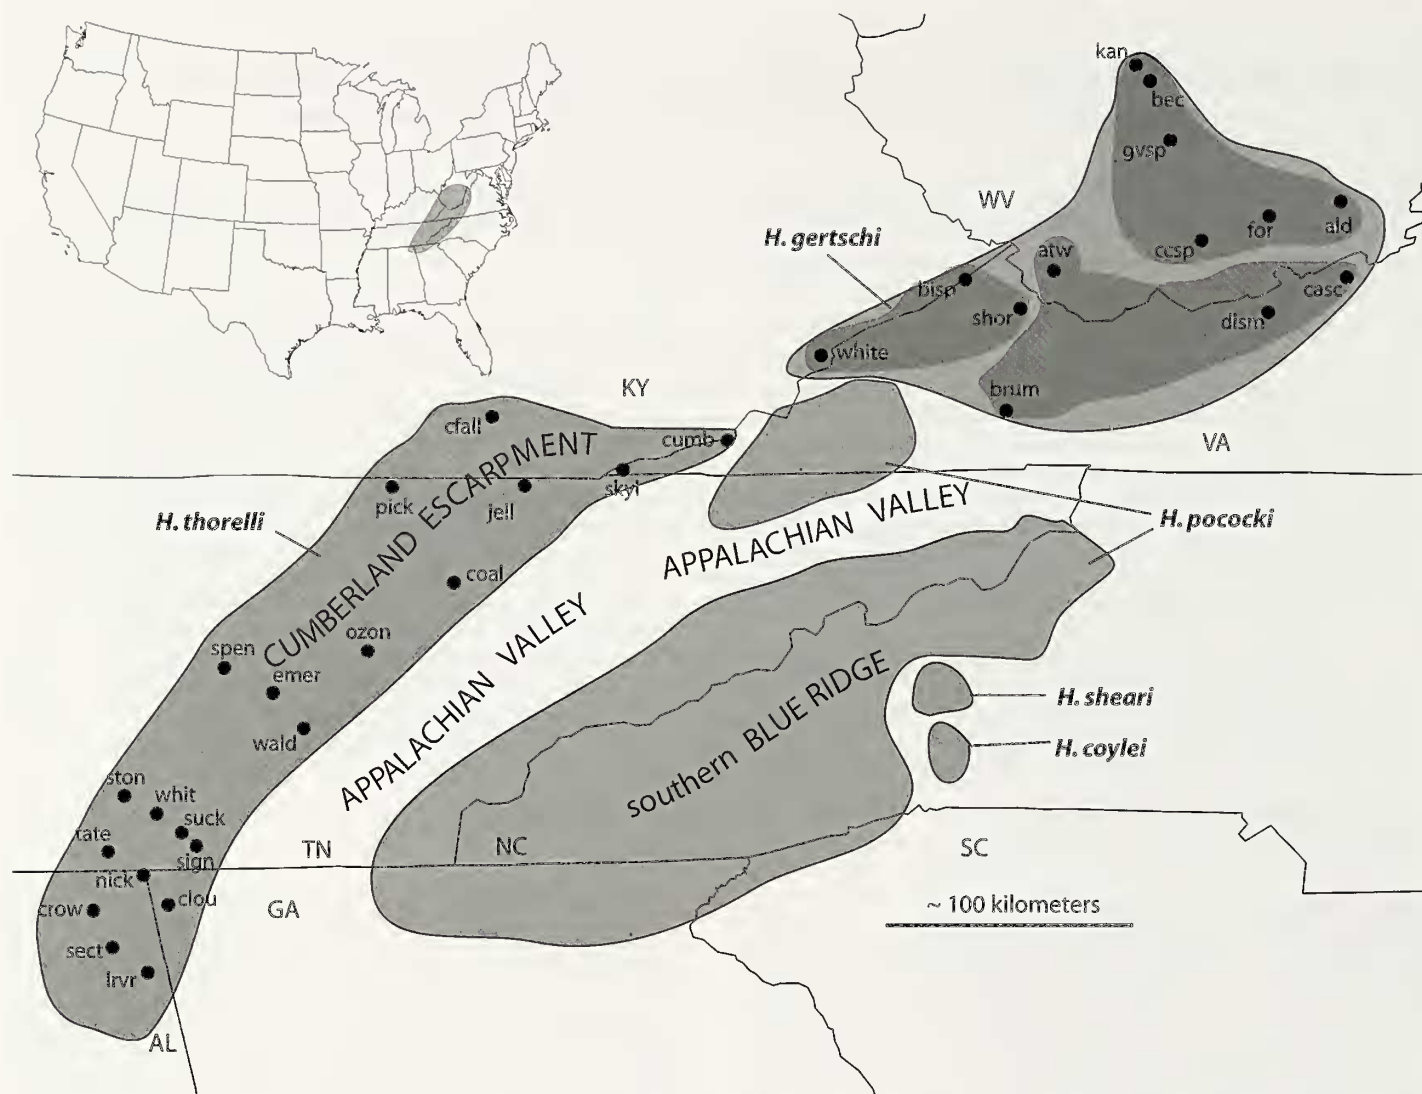 kan
bec
gvsp
WV
for
ald
H. gertschi
atw
ccsp
bisp
casc
shor
dism
white
brum
KY
cfall
cumb
VA
skyl
pick
jell
H. thorelli
H. pococki
CUMBERLAND ESCARPMENT
APPALACHIAN VALLEY
coal
ozon
spen
emer
APPALACHIAN VALLEY
southern BLUE RIDGE
H. sheari
wald
H. coylei
ston
whit
suck
tate
sign
TN
NC
SC
nick
clou
crow
GA
~ 100 kilometers
sect
lrvr
AL